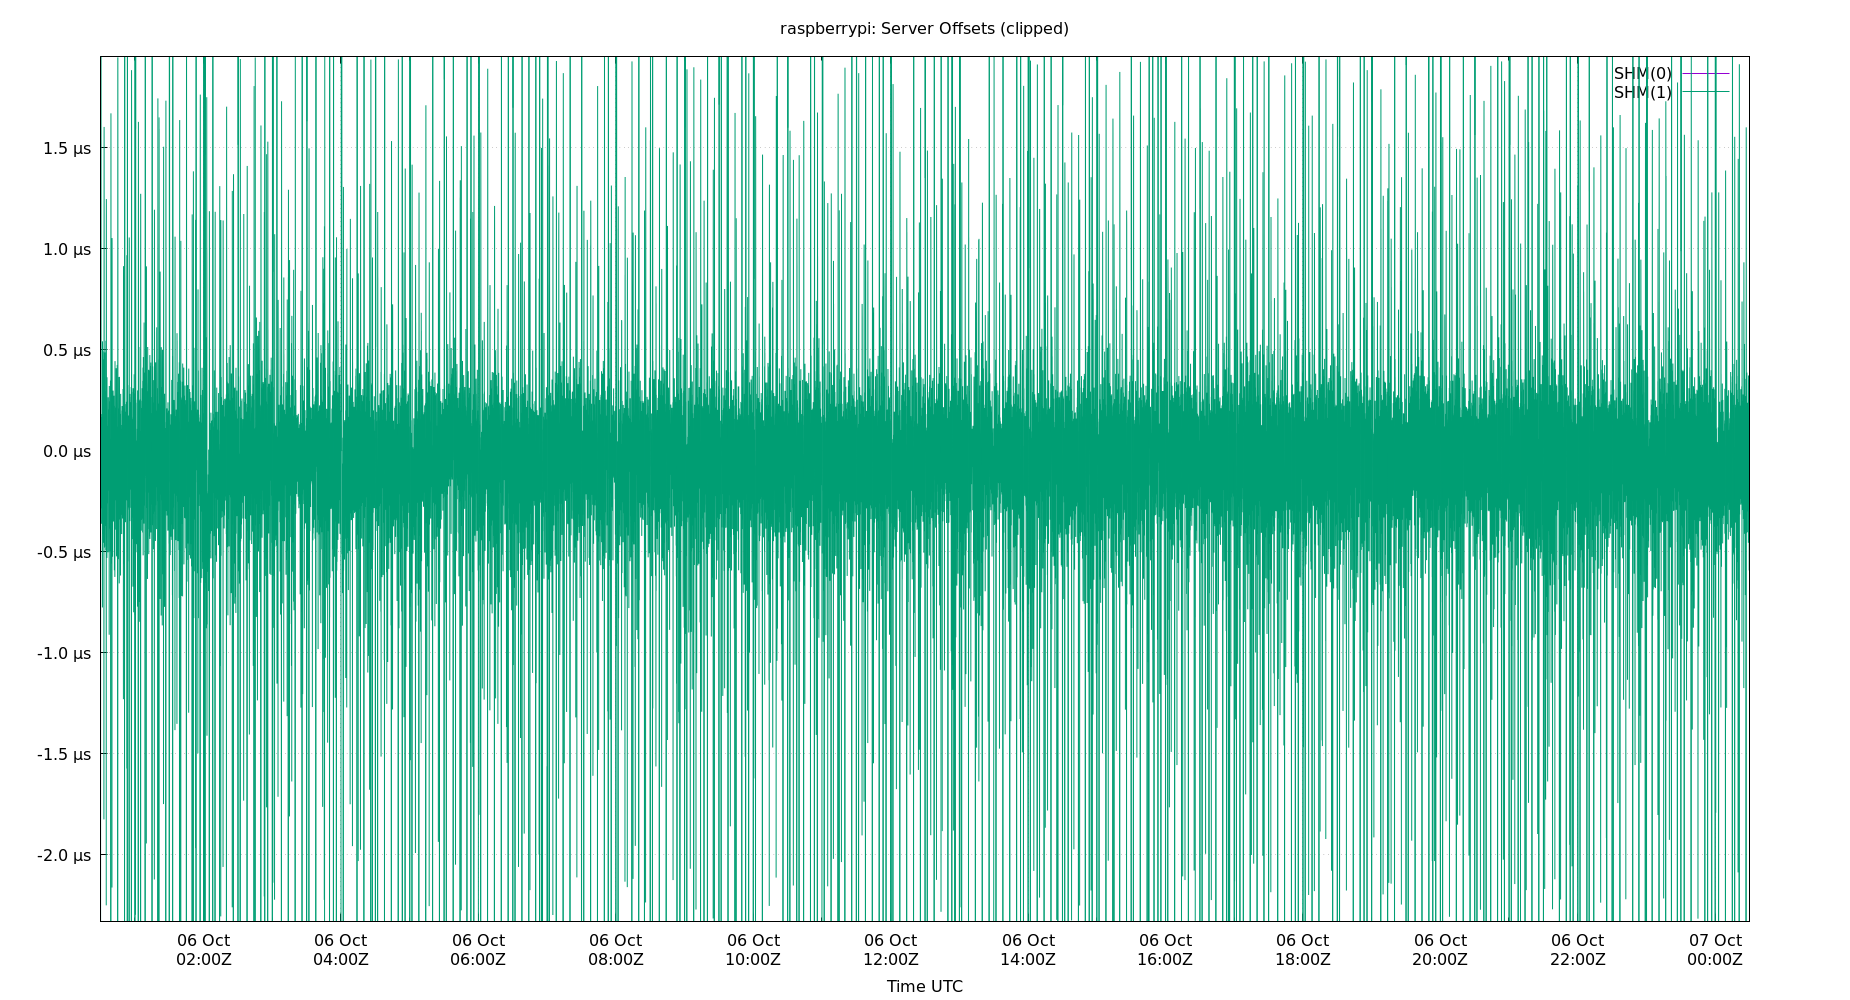 raspberrypi: Server Offsets (clipped)
SHM(0)
SHM(1)
1.5 µs
1.0 µs
0.5 µs
0.0 µs
-0.5 µs
-1.0 µs
-1.5 µs
-2.0 µs
06 Oct 06 Oct 06 Oct 06 Oct 06 Oct 06 Oct 06 Oct 06 Oct 06 Oct 06 Oct 06 Oct 07 Oct
02:00Z 04:00Z 06:00Z 08:00Z 10:00Z 12:00Z 14:00Z 16:00Z 18:00Z 20:00Z 22:00Z 00:00Z
Time UTC